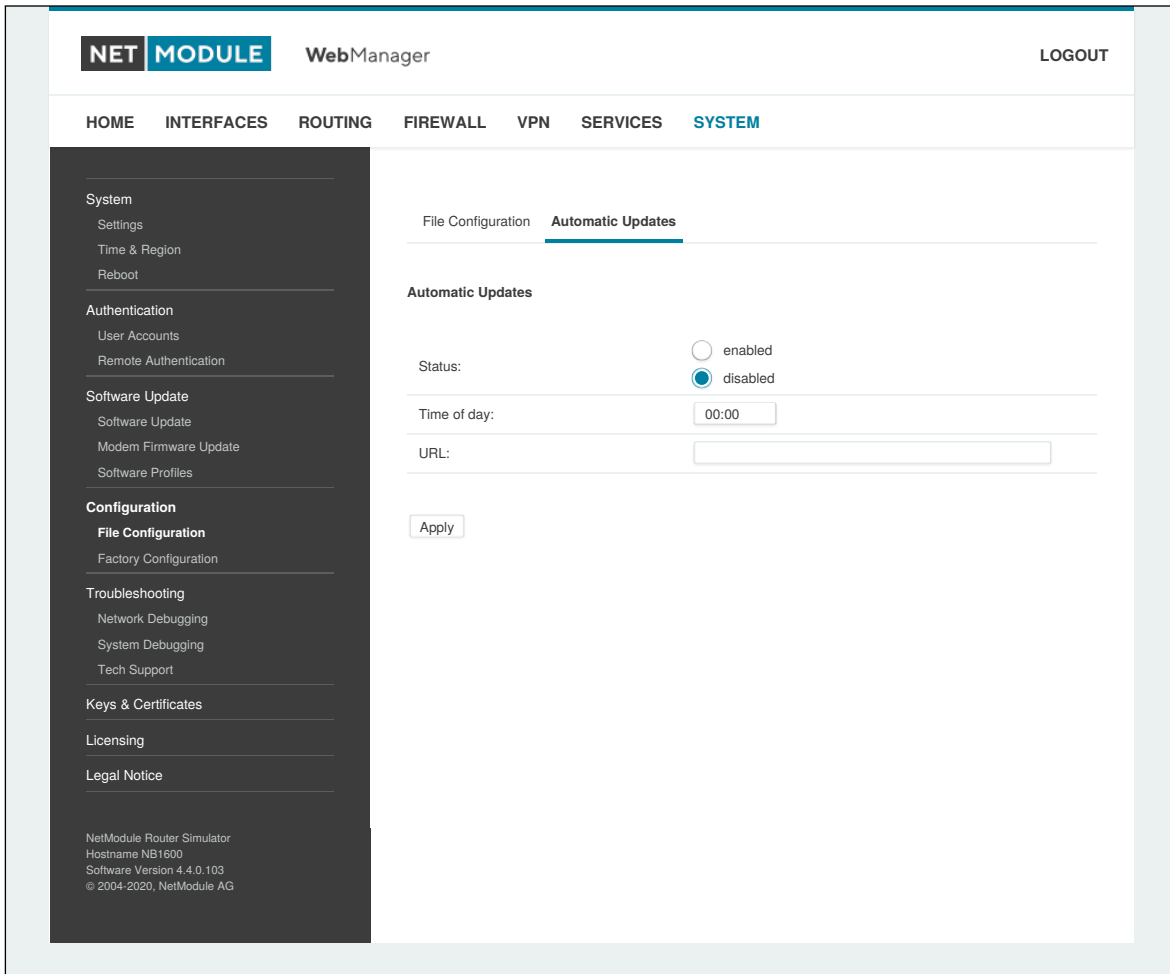 NET MODULE WebManager LOGOUT
HOME INTERFACES ROUTING FIREWALL VPN SERVICES SYSTEM
System
Settings
Time & Region
Reboot
Authentication
User Accounts
Remote Authentication
Software Update
Software Update
Modem Firmware Update
Software Profiles
Configuration
File Configuration
Factory Configuration
Troubleshooting
Network Debugging
System Debugging
Tech Support
Keys & Certificates
Licensing
Legal Notice
NetModule Router Simulator
Hostname NB1600
Software Version 4.4.0.103
© 2004-2020, NetModule AG
File Configuration Automatic Updates
Automatic Updates
Status:
enabled
disabled
Time of day: 00:00
URL:
Apply